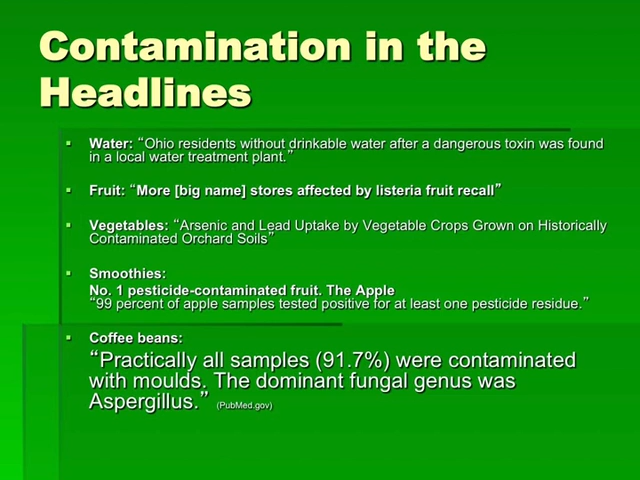 Contamination in the
Headlines
Water: “Ohio residents without drinkable water after a dangerous toxin was found
in a local water treatment plant.”
Fruit: “More [big name] stores affected by listeria fruit recall”
Vegetables: “Arsenic and Lead Uptake by Vegetable Crops Grown on Historically
Contaminated Orchard Soils”
Smoothies:
No. 1 pesticide-contaminated fruit. The Apple
“99 percent of apple samples tested positive for at least one pesticide residue.”
Coffee beans:
“Practically all samples (91.7%) were contaminated
with moulds. The dominant fungal genus was
Aspergillus.” (PubMed.gov)